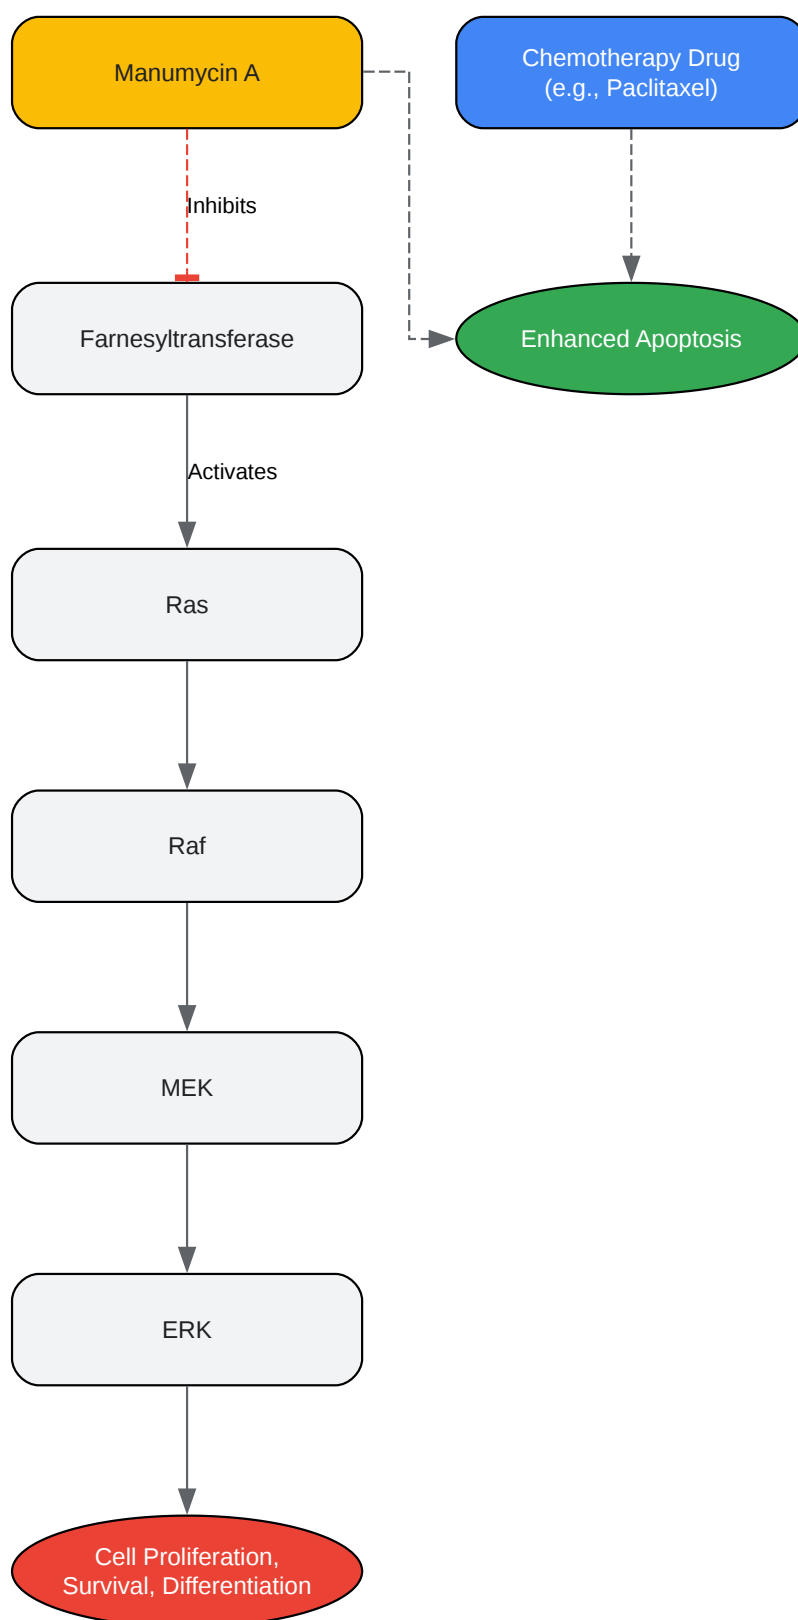 Manumycin A
Chemotherapy Drug
(e.g., Paclitaxel)
Inhibits
Farnesyltransferase
Enhanced Apoptosis
Activates
Ras
Raf
MEK
ERK
Cell Proliferation,
Survival, Differentiation